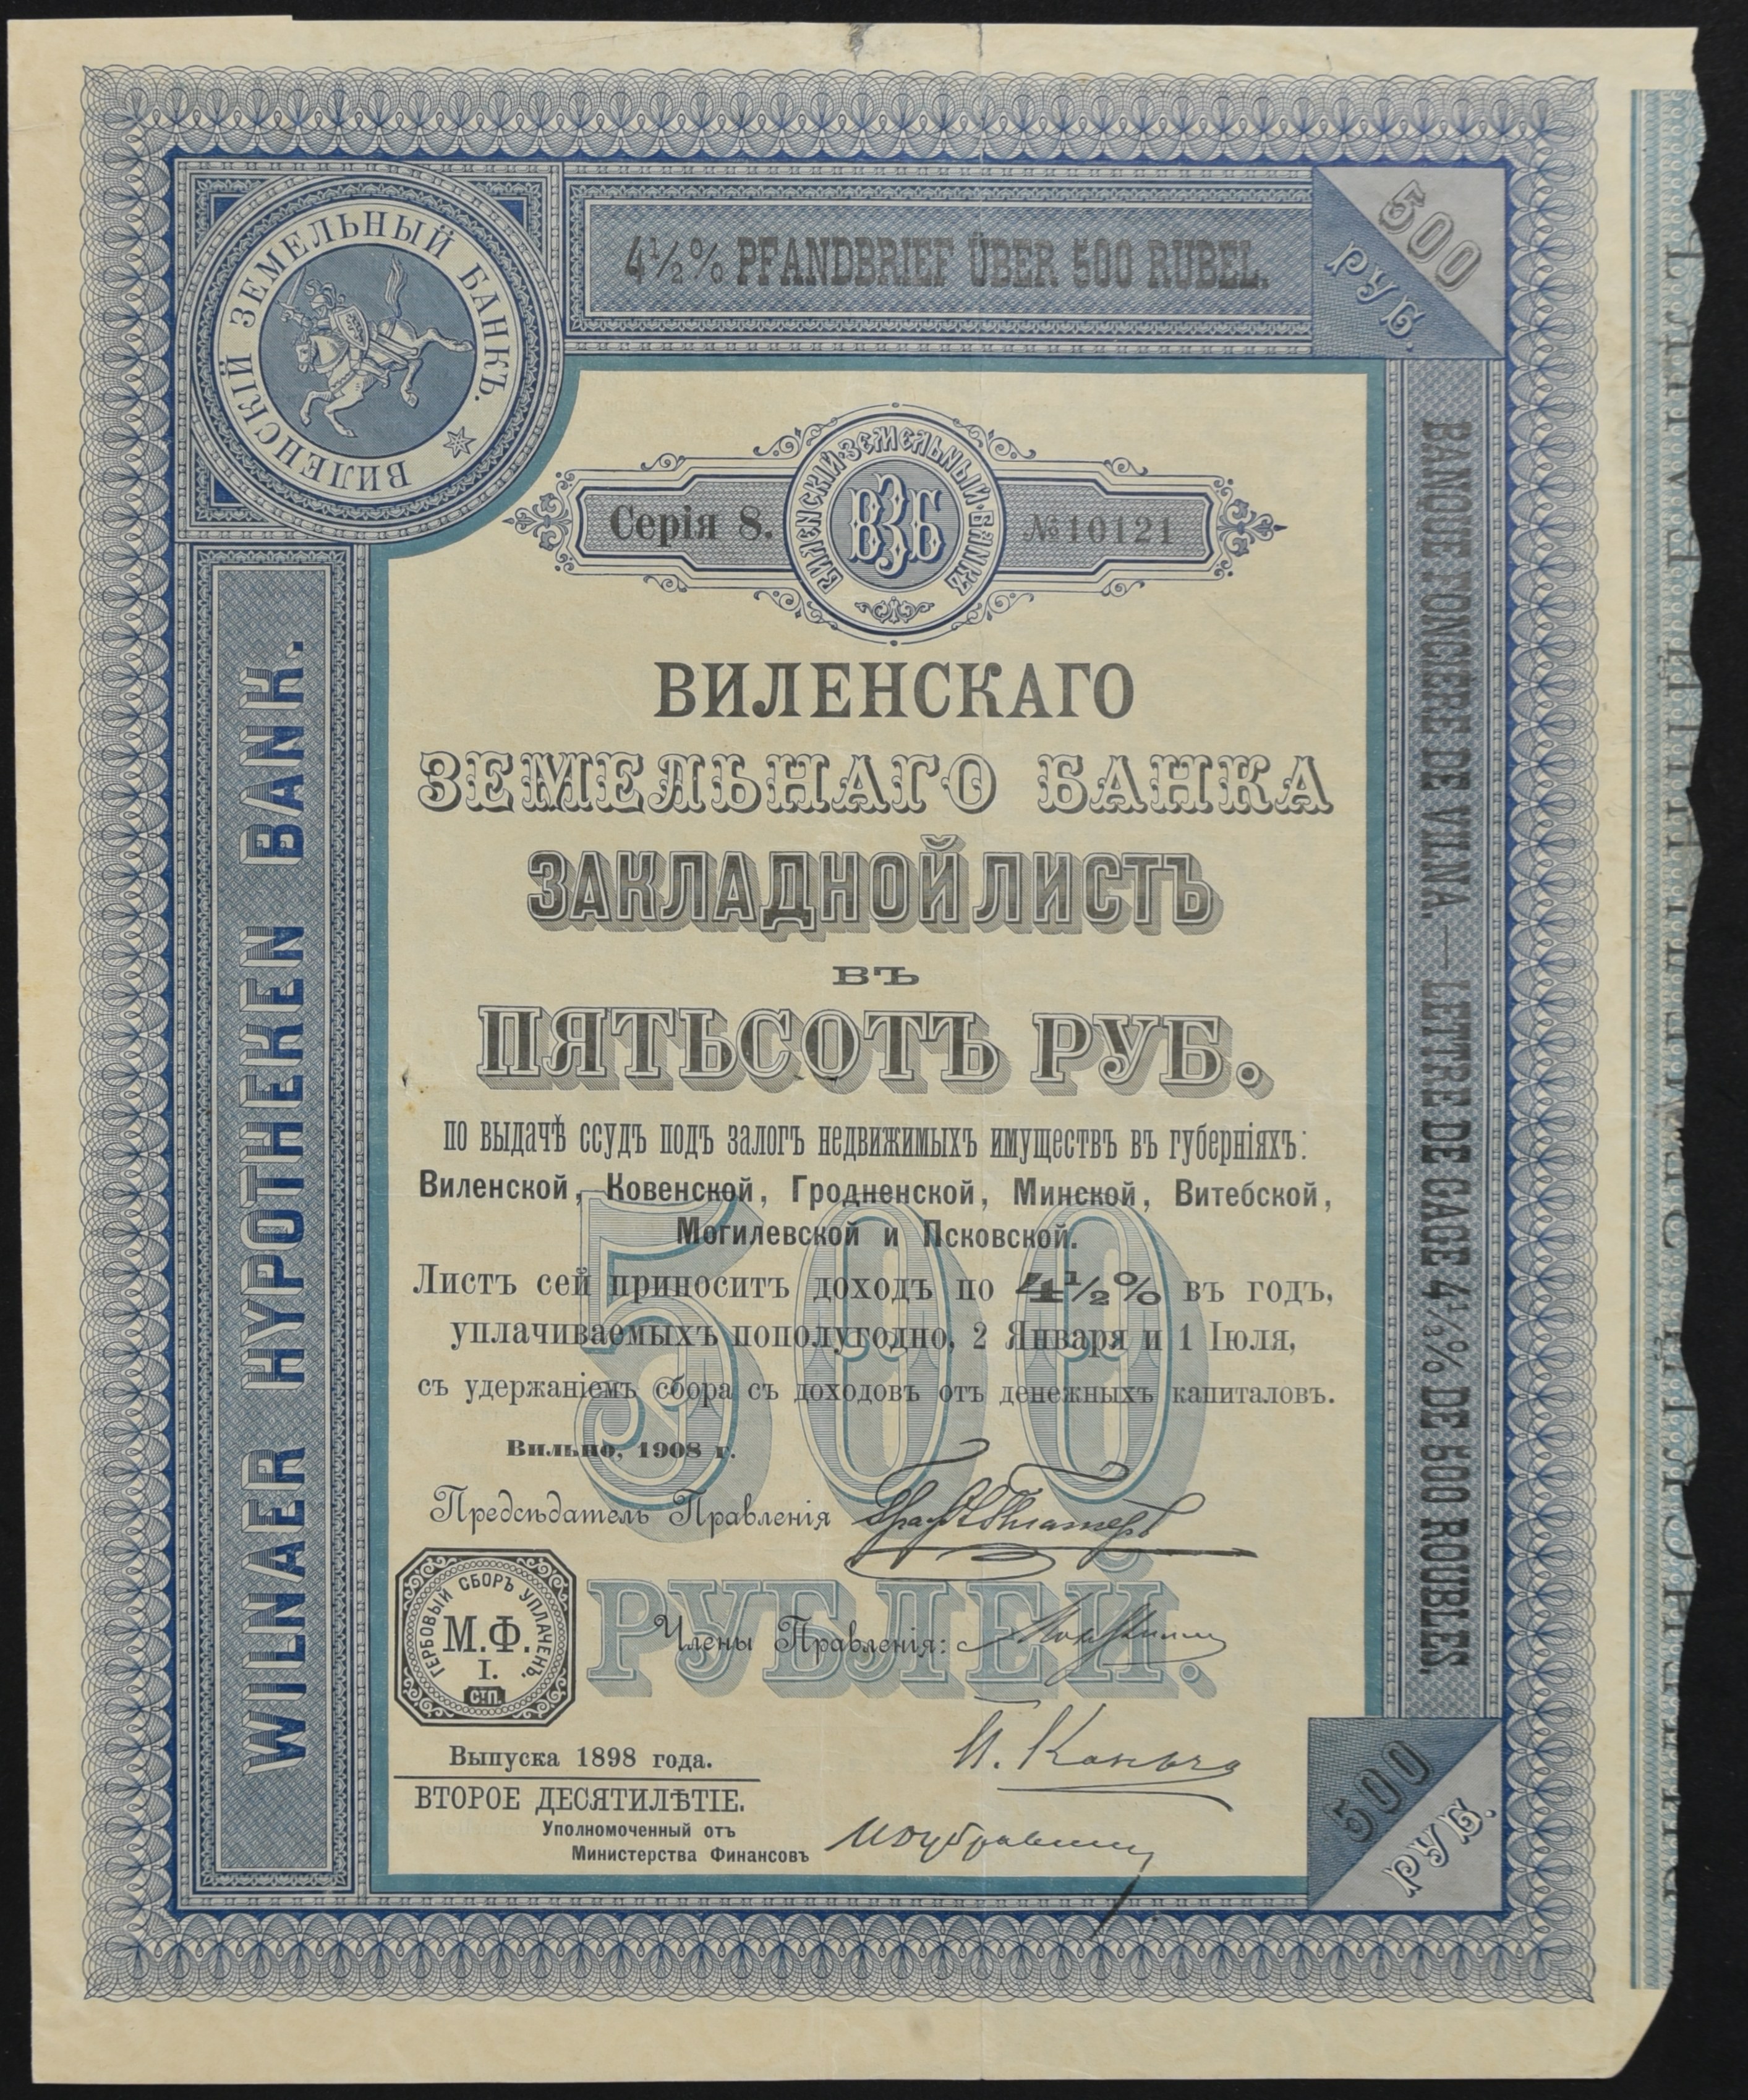 ВИЛЕНСКІЙ ЗЕМЕЛЬНЫЙ БАНКЪ.
4½% PFANDBRIEF ÜBER 500 RUBEL.
500
РУБ.
Серія 8.
ВИЛЕНСКІЙ·ЗЕМЕЛЬНЫЙ·БАНКЪ
ВЗБ
№10121
ВИЛЕНСКАГО
ЗЕМЕЛЬНАГО БАНКА
ЗАКЛАДНОЙ ЛИСТЪ
ВЪ
ПЯТЬСОТЪ РУБ.
по выдачѣ ссудъ подъ залогъ недвижимыхъ имуществъ въ губерніяхъ:
Виленской, Ковенской, Гродненской, Минской, Витебской,
Могилевской и Псковской.
Листъ сей приноситъ доходъ по 4½% въ годъ,
уплачиваемыхъ пополугодно, 2 Января и 1 Іюля,
съ удержаніемъ сбора съ доходовъ отъ денежныхъ капиталовъ.
500
РУБЛЕЙ.
Вильно, 1908 г.
Предсѣдатель Правленія
ГЕРБОВЫЙ СБОРЪ УПЛАЧЕНЪ.
М.Ф.
I.
С.П.
Члены Правленія:
Выпуска 1898 года.
ВТОРОЕ ДЕСЯТИЛѢТІЕ.
Уполномоченный отъ
Министерства Финансовъ
WILNAER HYPOTHEKEN BANK.
BANQUE FONCIÈRE DE VILNA. — LETTRE DE GAGE 4½% DE 500 ROUBLES.
500
РУБ.